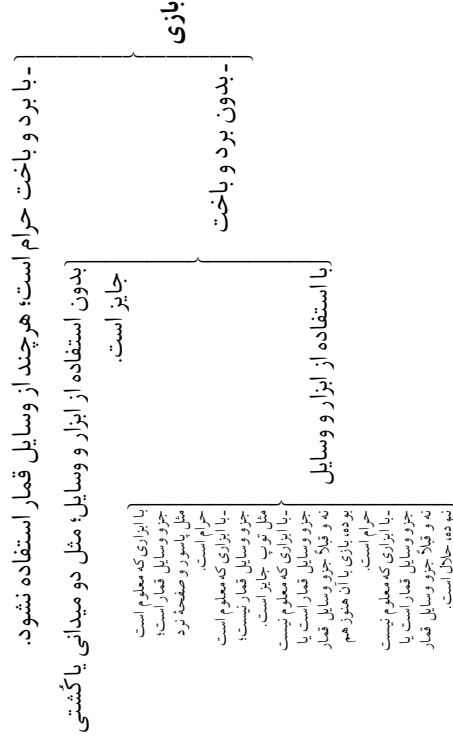 بازی
ـ با برد و باخت حرام است؛ هرچند از وسایل قمار استفاده نشود.
ـ بدون برد و باخت
بدون استفاده از ابزار و وسایل؛ مثل دو میدانی یا کُشتی
جایز است.
با استفاده از ابزار و وسایل
با ابزاری که معلوم است
جزو وسایل قمار است؛
مثل پاسور و صفحهٔ نرد
حرام است.
ـ با ابزاری که معلوم است
جزو وسایل قمار نیست؛
مثل توپ جایز است.
ـ با ابزاری که معلوم نیست
جزو وسایل قمار است یا
نه و قبلاً جزو وسایل قمار
بوده، بازی با آن هنوز هم
حرام است.
ـ با ابزاری که معلوم نیست
جزو وسایل قمار است یا
نه و قبلاً جزو وسایل قمار
نبوده، حلال است.